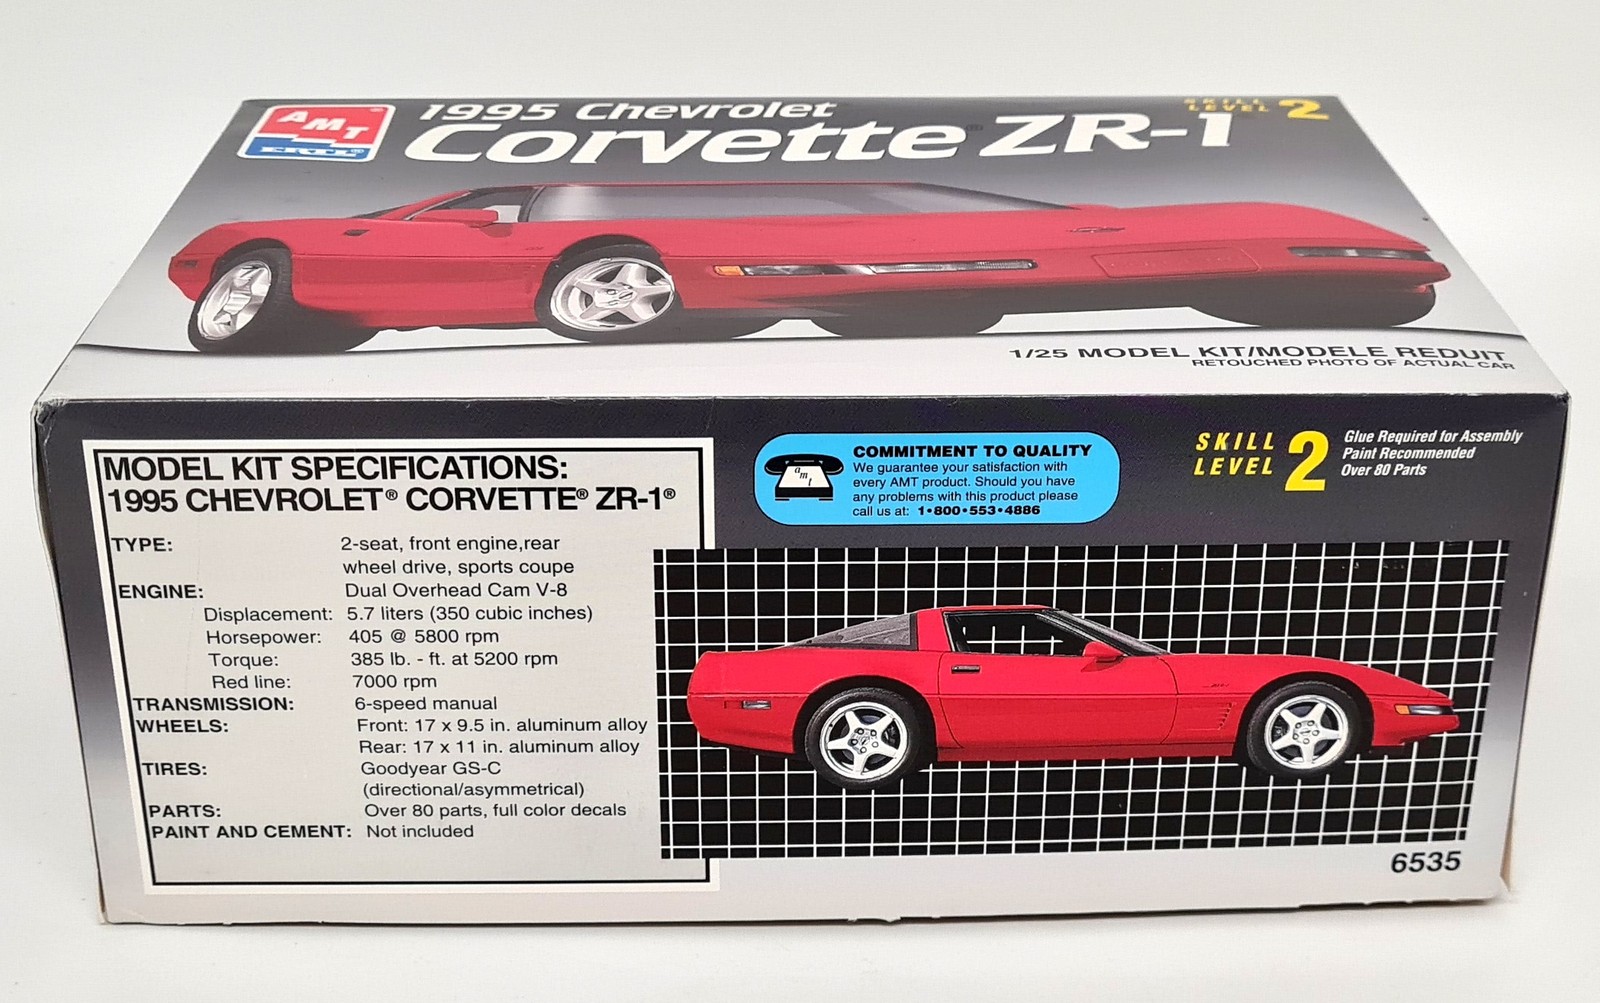 AMT
ERTL®
1995 Chevrolet
Corvette® ZR-1
SKILL
LEVEL 2
1/25 MODEL KIT/MODELE REDUIT
RETOUCHED PHOTO OF ACTUAL CAR
MODEL KIT SPECIFICATIONS:
1995 CHEVROLET® CORVETTE® ZR-1®
TYPE: 2-seat, front engine,rear
wheel drive, sports coupe
ENGINE: Dual Overhead Cam V-8
Displacement: 5.7 liters (350 cubic inches)
Horsepower: 405 @ 5800 rpm
Torque: 385 lb. - ft. at 5200 rpm
Red line: 7000 rpm
TRANSMISSION: 6-speed manual
WHEELS: Front: 17 x 9.5 in. aluminum alloy
Rear: 17 x 11 in. aluminum alloy
TIRES: Goodyear GS-C
(directional/asymmetrical)
PARTS: Over 80 parts, full color decals
PAINT AND CEMENT: Not included
amt
COMMITMENT TO QUALITY
We guarantee your satisfaction with
every AMT product. Should you have
any problems with this product please
call us at: 1•800•553•4886
SKILL
LEVEL 2
Glue Required for Assembly
Paint Recommended
Over 80 Parts
6535